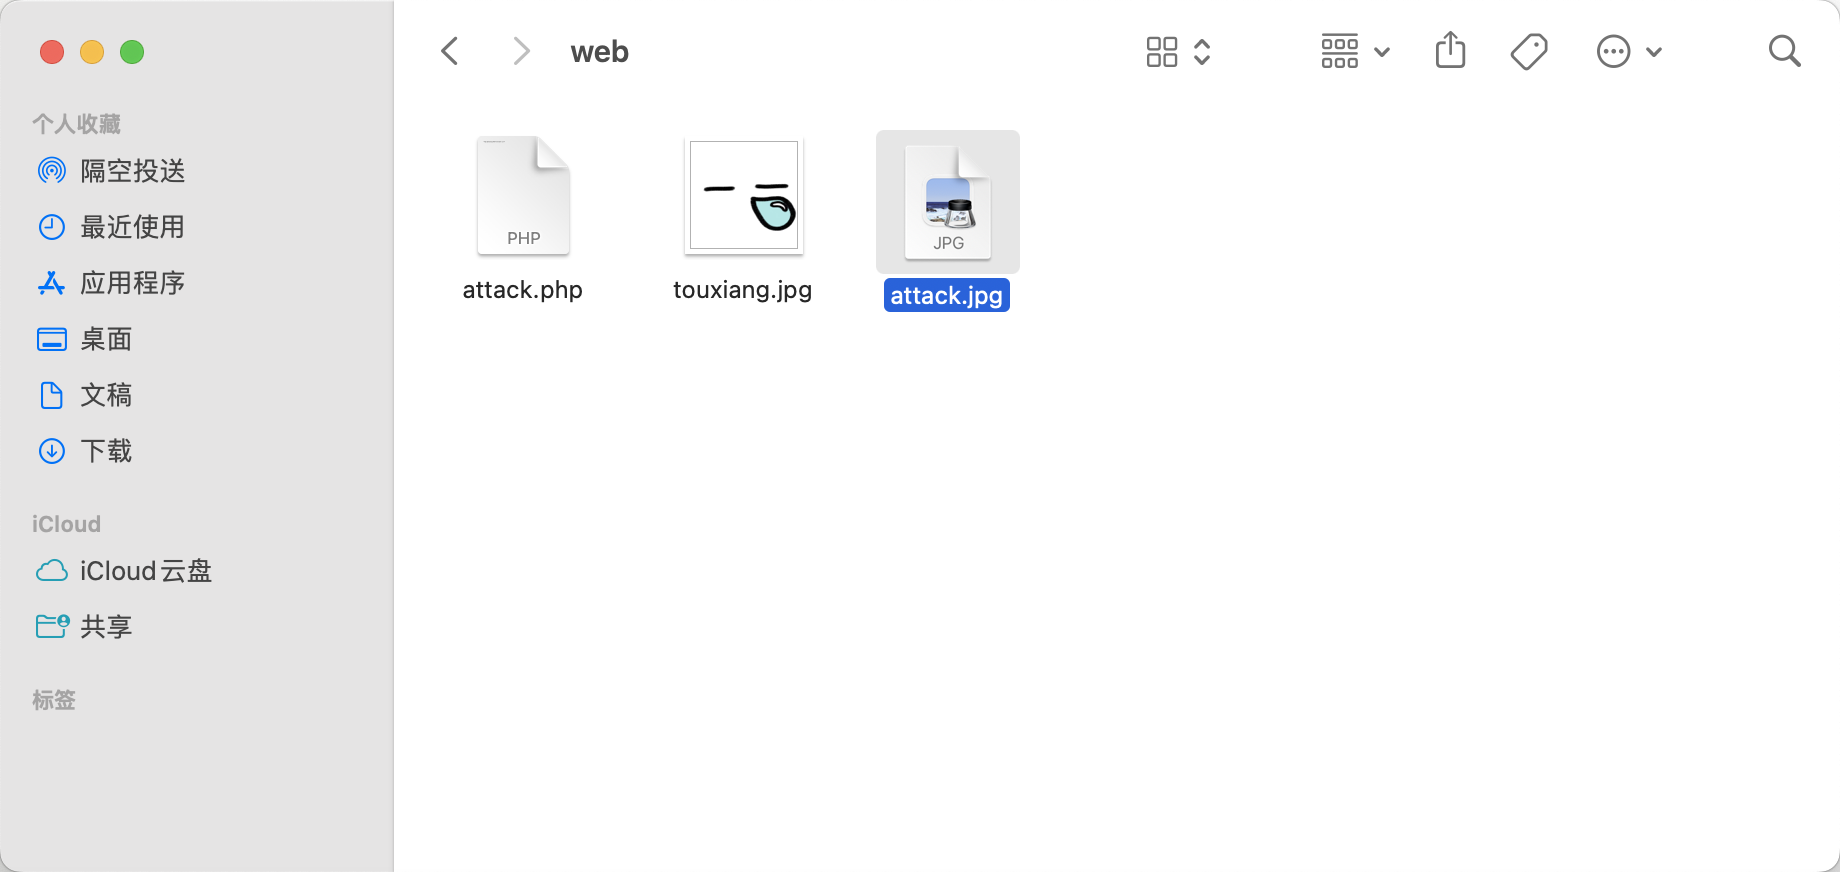 web
个人收藏
隔空投送
最近使用
应用程序
桌面
文稿
下载
iCloud
iCloud云盘
共享
标签
PHP
JPG
attack.php
touxiang.jpg
attack.jpg